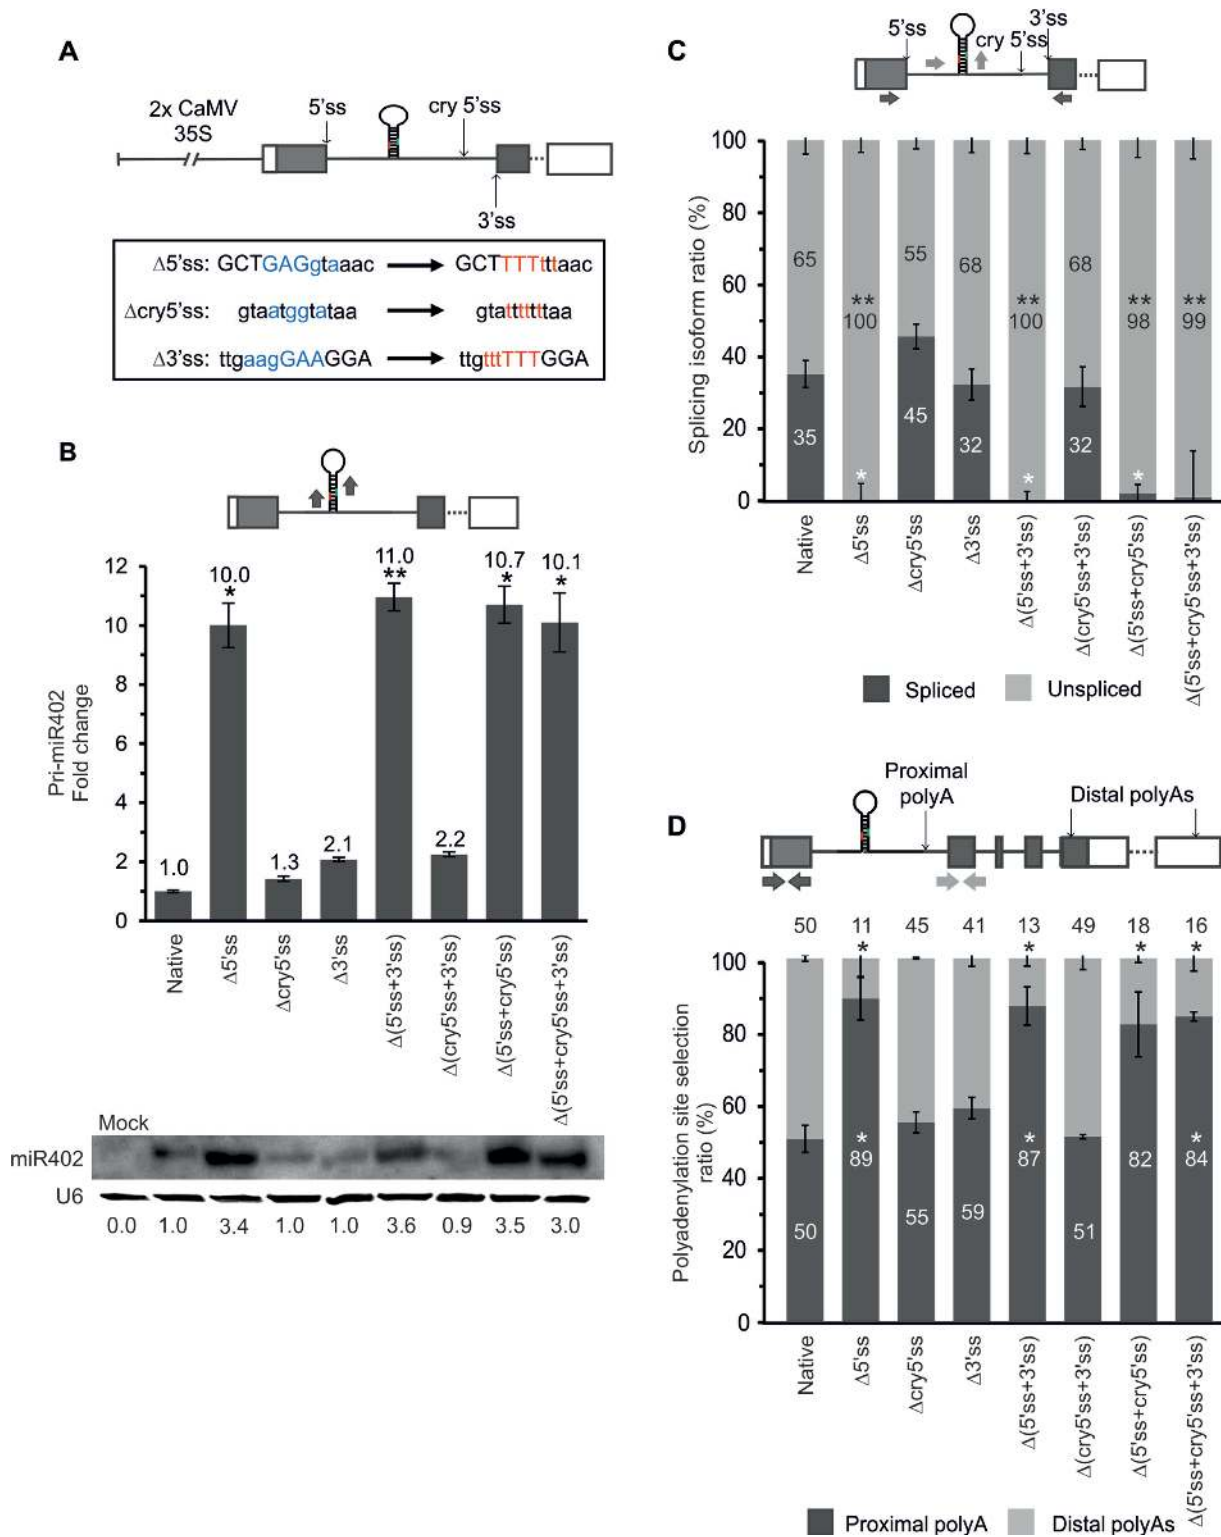 A
2x CaMV
35S
5'ss
cry 5'ss
3'ss
Δ5'ss: GCTGAGgtaaac GCTTTTtttaac
Δcry5'ss: gtaatggtataa gtattttttaa
Δ3'ss: ttgaagGAAGGA ttgtttTTTGGA
B
Pri-miR402
Fold change
12
10
8
6
4
2
0
1.0
10.0
*
1.3
2.1
11.0
**
2.2
10.7
*
10.1
*
Native
Δ5'ss
Δcry5'ss
Δ3'ss
Δ(5'ss+3'ss)
Δ(cry5'ss+3'ss)
Δ(5'ss+cry5'ss)
Δ(5'ss+cry5'ss+3'ss)
Mock
miR402
U6
0.0 1.0 3.4 1.0 1.0 3.6 0.9 3.5 3.0
C
5'ss
cry 5'ss
3'ss
Splicing isoform ratio (%)
100
80
60
40
20
0
65 55 68 68
** ** ** **
100 100 98 99
35 45 32 32
* * *
Native
Δ5'ss
Δcry5'ss
Δ3'ss
Δ(5'ss+3'ss)
Δ(cry5'ss+3'ss)
Δ(5'ss+cry5'ss)
Δ(5'ss+cry5'ss+3'ss)
Spliced Unspliced
D
Proximal
polyA
Distal polyAs
Polyadenylation site selection
ratio (%)
50 11 45 41 13 49 18 16
* * * *
100
80
60
40
20
0
* * *
50 89 55 59 87 51 82 84
Native
Δ5'ss
Δcry5'ss
Δ3'ss
Δ(5'ss+3'ss)
Δ(cry5'ss+3'ss)
Δ(5'ss+cry5'ss)
Δ(5'ss+cry5'ss+3'ss)
Proximal polyA Distal polyAs